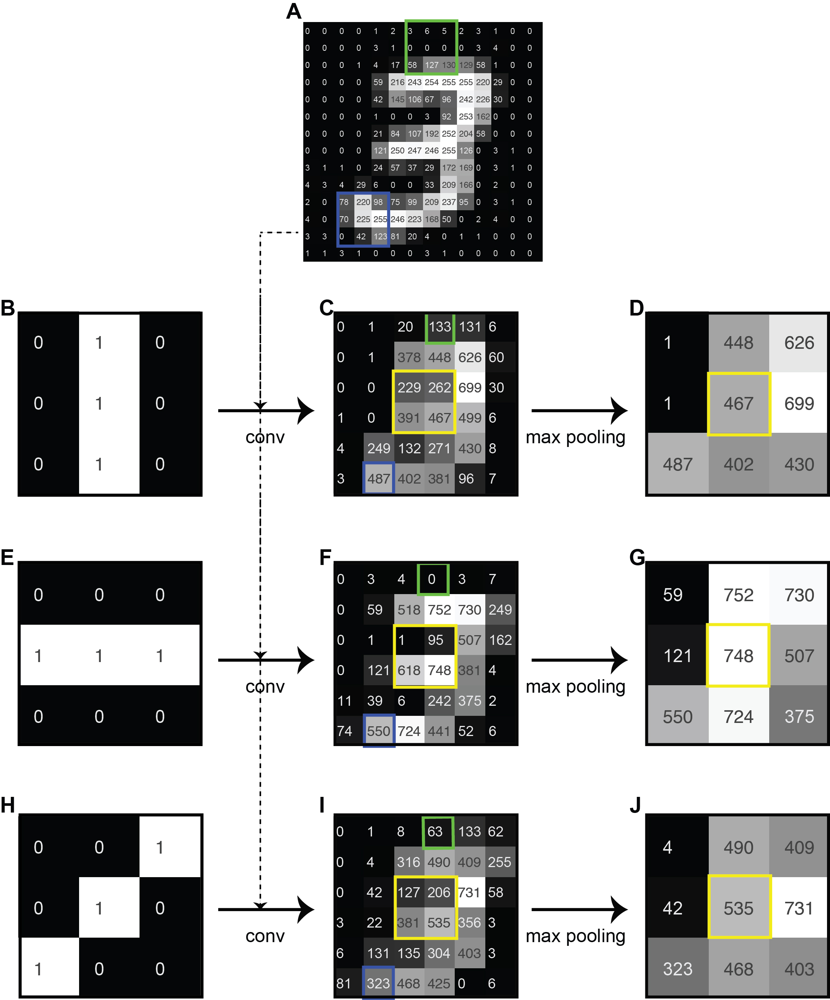 A
0 0 0 0 1 2 3 6 5 2 3 1 0 0
0 0 0 0 3 1 0 0 0 0 3 4 0 0
0 0 0 1 4 17 58 127 130 129 58 1 0 0
0 0 0 0 59 216 243 254 255 255 220 29 0 0
0 0 0 0 42 145 106 67 96 242 226 30 0 0
0 0 0 0 1 0 0 3 92 253 162 0 0 0
0 0 0 0 21 84 107 192 252 204 58 0 0 0
0 0 0 0 121 250 247 246 255 126 0 3 1 0
3 1 1 0 24 57 37 29 172 169 0 3 1 0
4 3 4 29 6 0 0 33 209 166 0 2 0 0
2 0 78 220 98 75 99 209 237 95 0 3 1 0
4 0 70 225 255 246 223 168 50 0 2 4 0 0
3 3 0 42 123 81 20 4 0 1 1 0 0 0
1 1 3 1 0 0 0 3 1 0 0 0 0 0
B
0 1 0
0 1 0
0 1 0
conv
C
0 1 20 133 131 6
0 1 378 448 626 60
0 0 229 262 699 30
1 0 391 467 499 6
4 249 132 271 430 8
3 487 402 381 96 7
max pooling
D
1 448 626
1 467 699
487 402 430
E
0 0 0
1 1 1
0 0 0
conv
F
0 3 4 0 3 7
0 59 518 752 730 249
0 1 1 95 507 162
0 121 618 748 381 4
11 39 6 242 375 2
74 550 724 441 52 6
max pooling
G
59 752 730
121 748 507
550 724 375
H
0 0 1
0 1 0
1 0 0
conv
I
0 1 8 63 133 62
0 4 316 490 409 255
0 42 127 206 731 58
3 22 381 535 356 3
6 131 135 304 403 3
81 323 468 425 0 6
max pooling
J
4 490 409
42 535 731
323 468 403